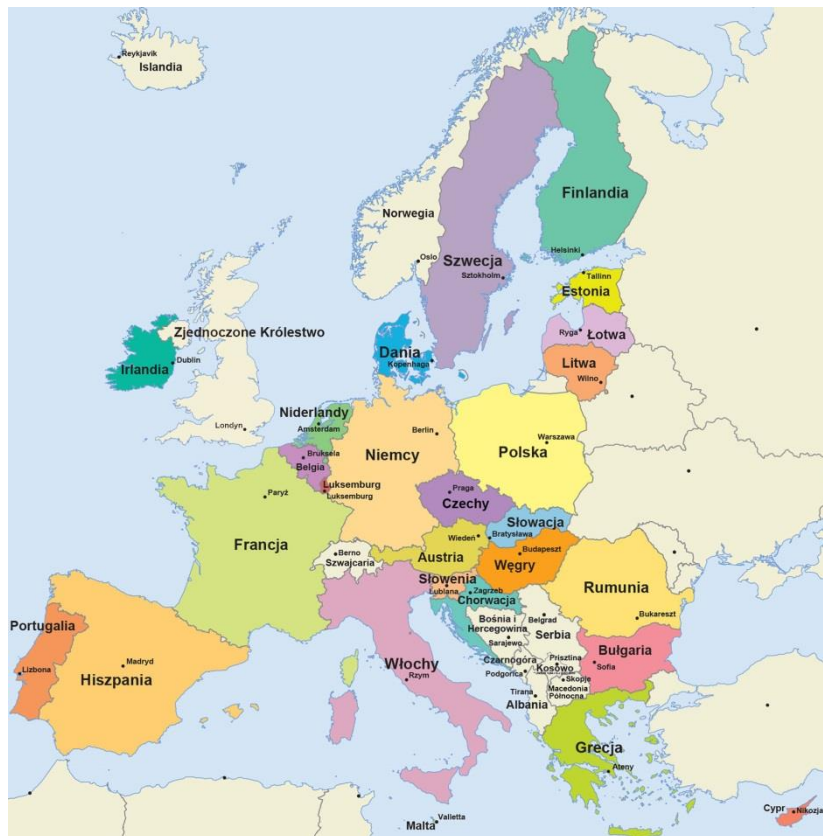 Reykjavik
Islandia
Norwegia
Finlandia
Oslo
Helsinki
Szwecja
Sztokholm
Tallinn
Estonia
Zjednoczone Królestwo
Ryga
Łotwa
Dania
Kopenhaga
Dublin
Irlandia
Litwa
Wilno
Niderlandy
Amsterdam
Londyn
Berlin
Warszawa
Polska
Niemcy
Bruksela
Belgia
Luksemburg
Luksemburg
Paryż
Praga
Czechy
Słowacja
Bratysława
Wiedeń
Francja
Berno
Szwajcaria
Austria
Budapeszt
Węgry
Słowenia
Lublana
Zagrzeb
Chorwacja
Rumunia
Bukareszt
Bośnia i
Hercegowina
Sarajewo
Belgrad
Serbia
Portugalia
Lizbona
Madryd
Hiszpania
Włochy
Rzym
Czarnogóra
Podgorica
Prisztina
Kosowo
Bułgaria
Sofia
Skopje
Macedonia
Północna
Tirana
Albania
Grecja
Ateny
Malta
Valletta
Cypr
Nikozja